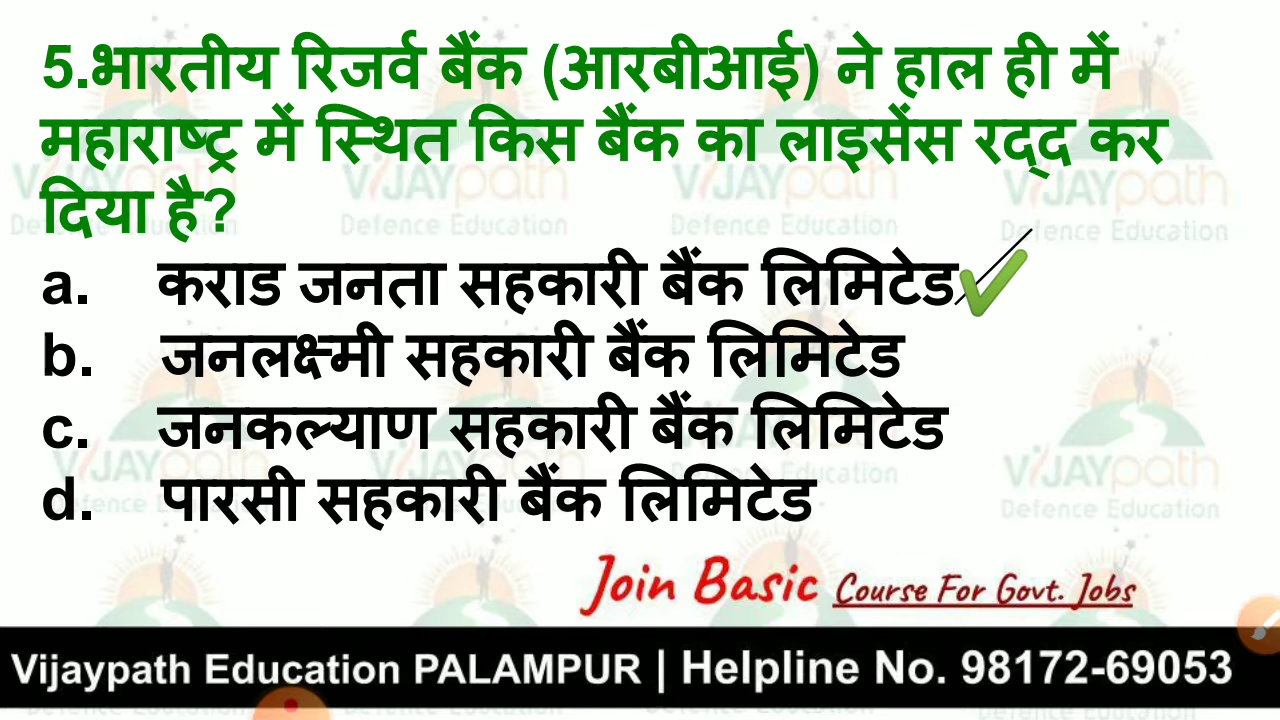 5.भारतीय रिजर्व बैंक (आरबीआई) ने हाल ही में
महाराष्ट्र में स्थित किस बैंक का लाइसेंस रद्द कर
दिया है?
a. कराड जनता सहकारी बैंक लिमिटेड
b. जनलक्ष्मी सहकारी बैंक लिमिटेड
c. जनकल्याण सहकारी बैंक लिमिटेड
d. पारसी सहकारी बैंक लिमिटेड
Join Basic Course For Govt. Jobs
Vijaypath Education PALAMPUR | Helpline No. 98172-69053